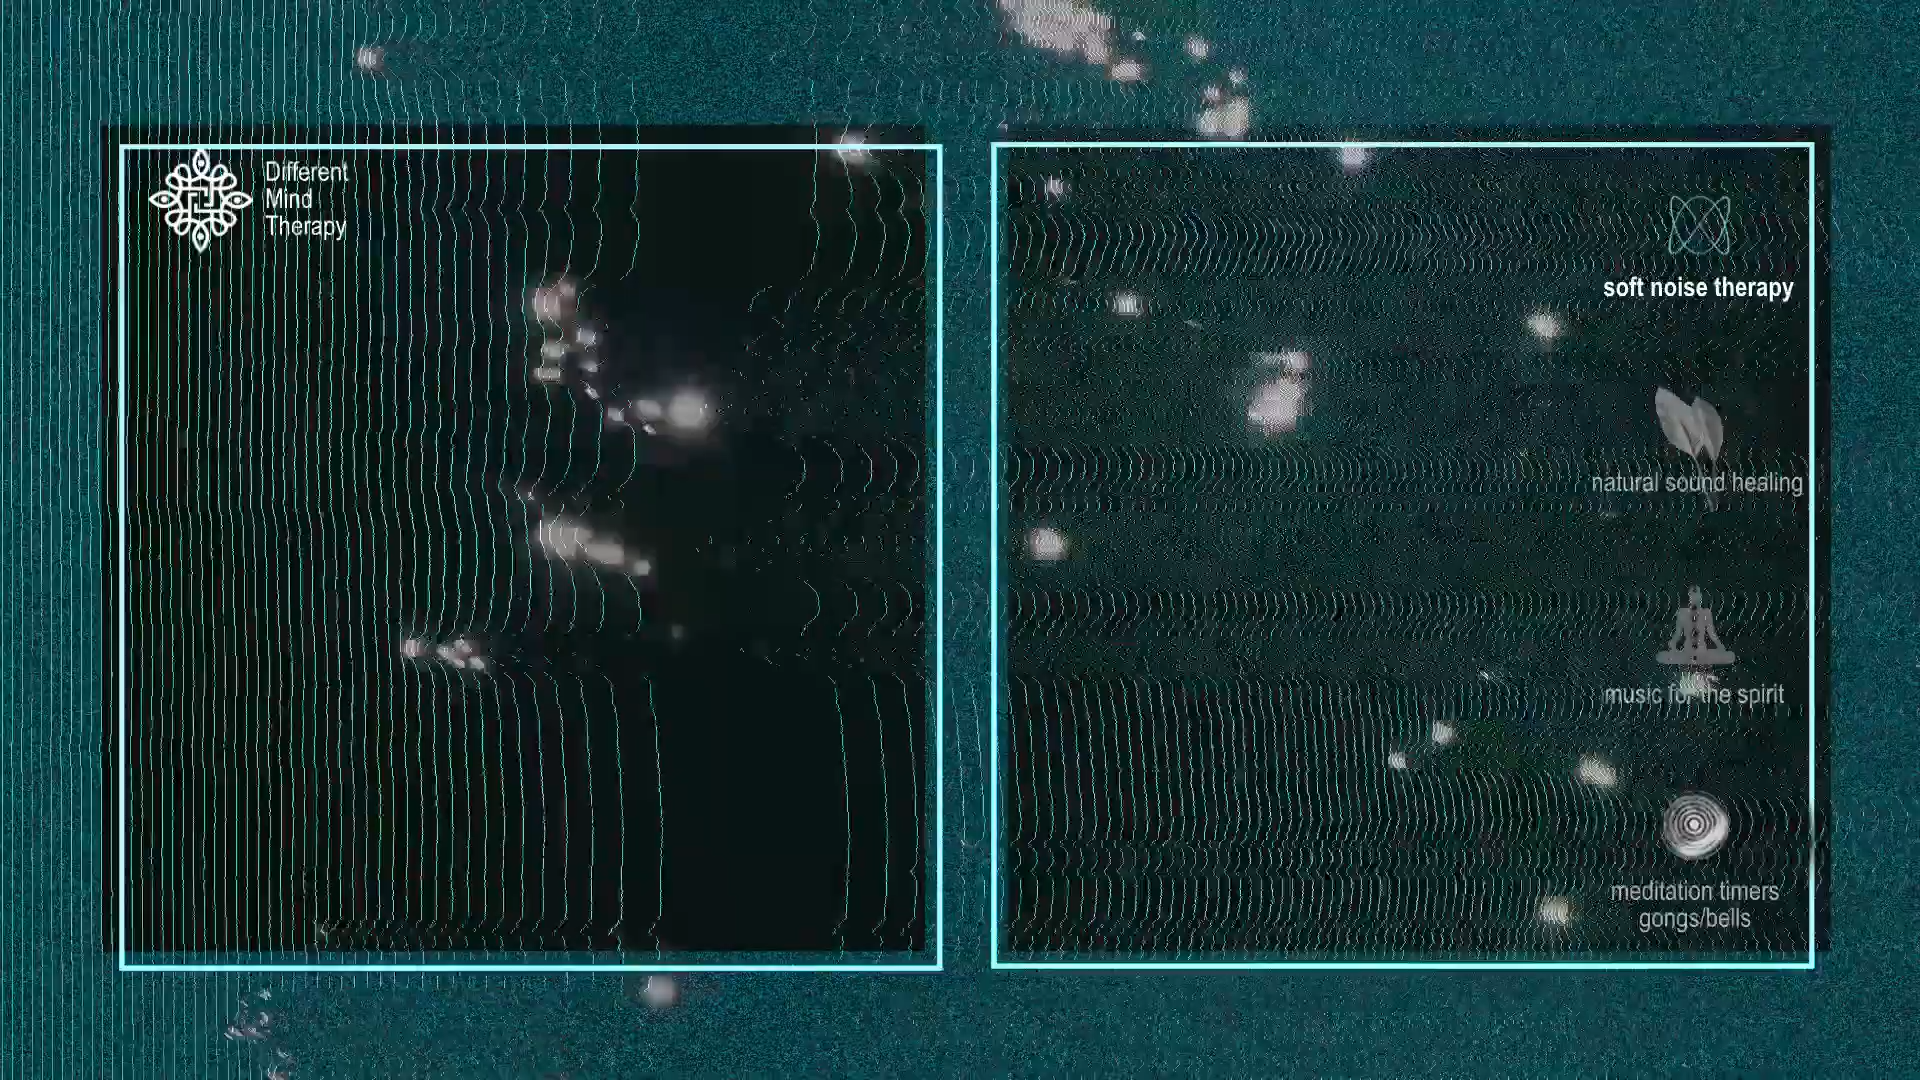 Different
Mind
Therapy
soft noise therapy
natural sound healing
music for the spirit
meditation timers
gongs/bells